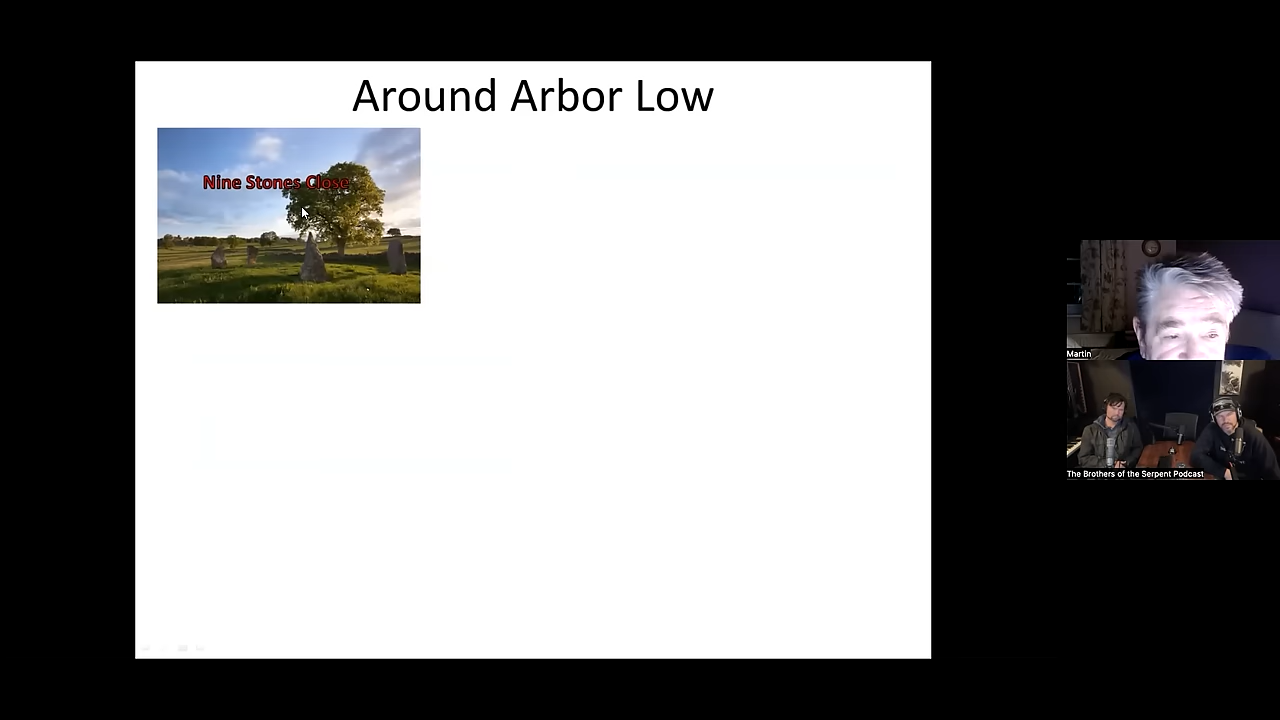 Around Arbor Low
Nine Stones Close
Martin
The Brothers of the Serpent Podcast